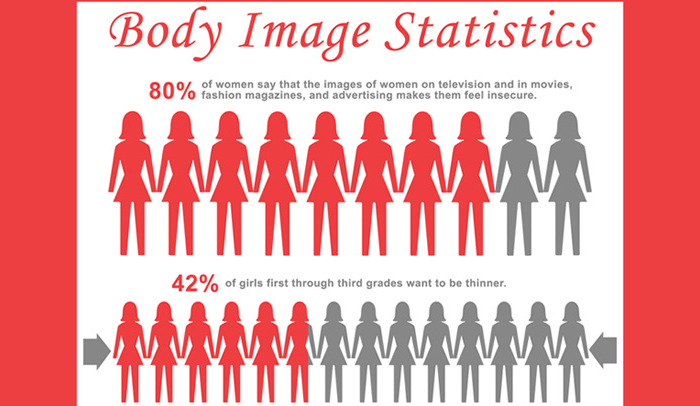 Body Image Statistics
80% of women say that the images of women on television and in movies,
fashion magazines, and advertising makes them feel insecure.
42% of girls first through third grades want to be thinner.